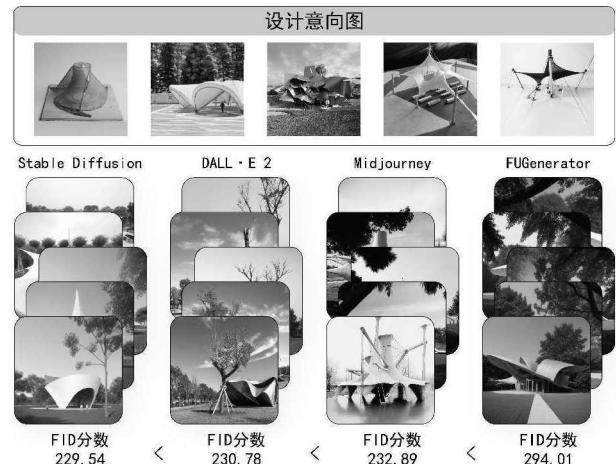 设计意向图
Stable Diffusion DALL·E 2 Midjourney FUGenerator
FID分数 FID分数 FID分数 FID分数
229.54 < 230.78 < 232.89 < 294.01